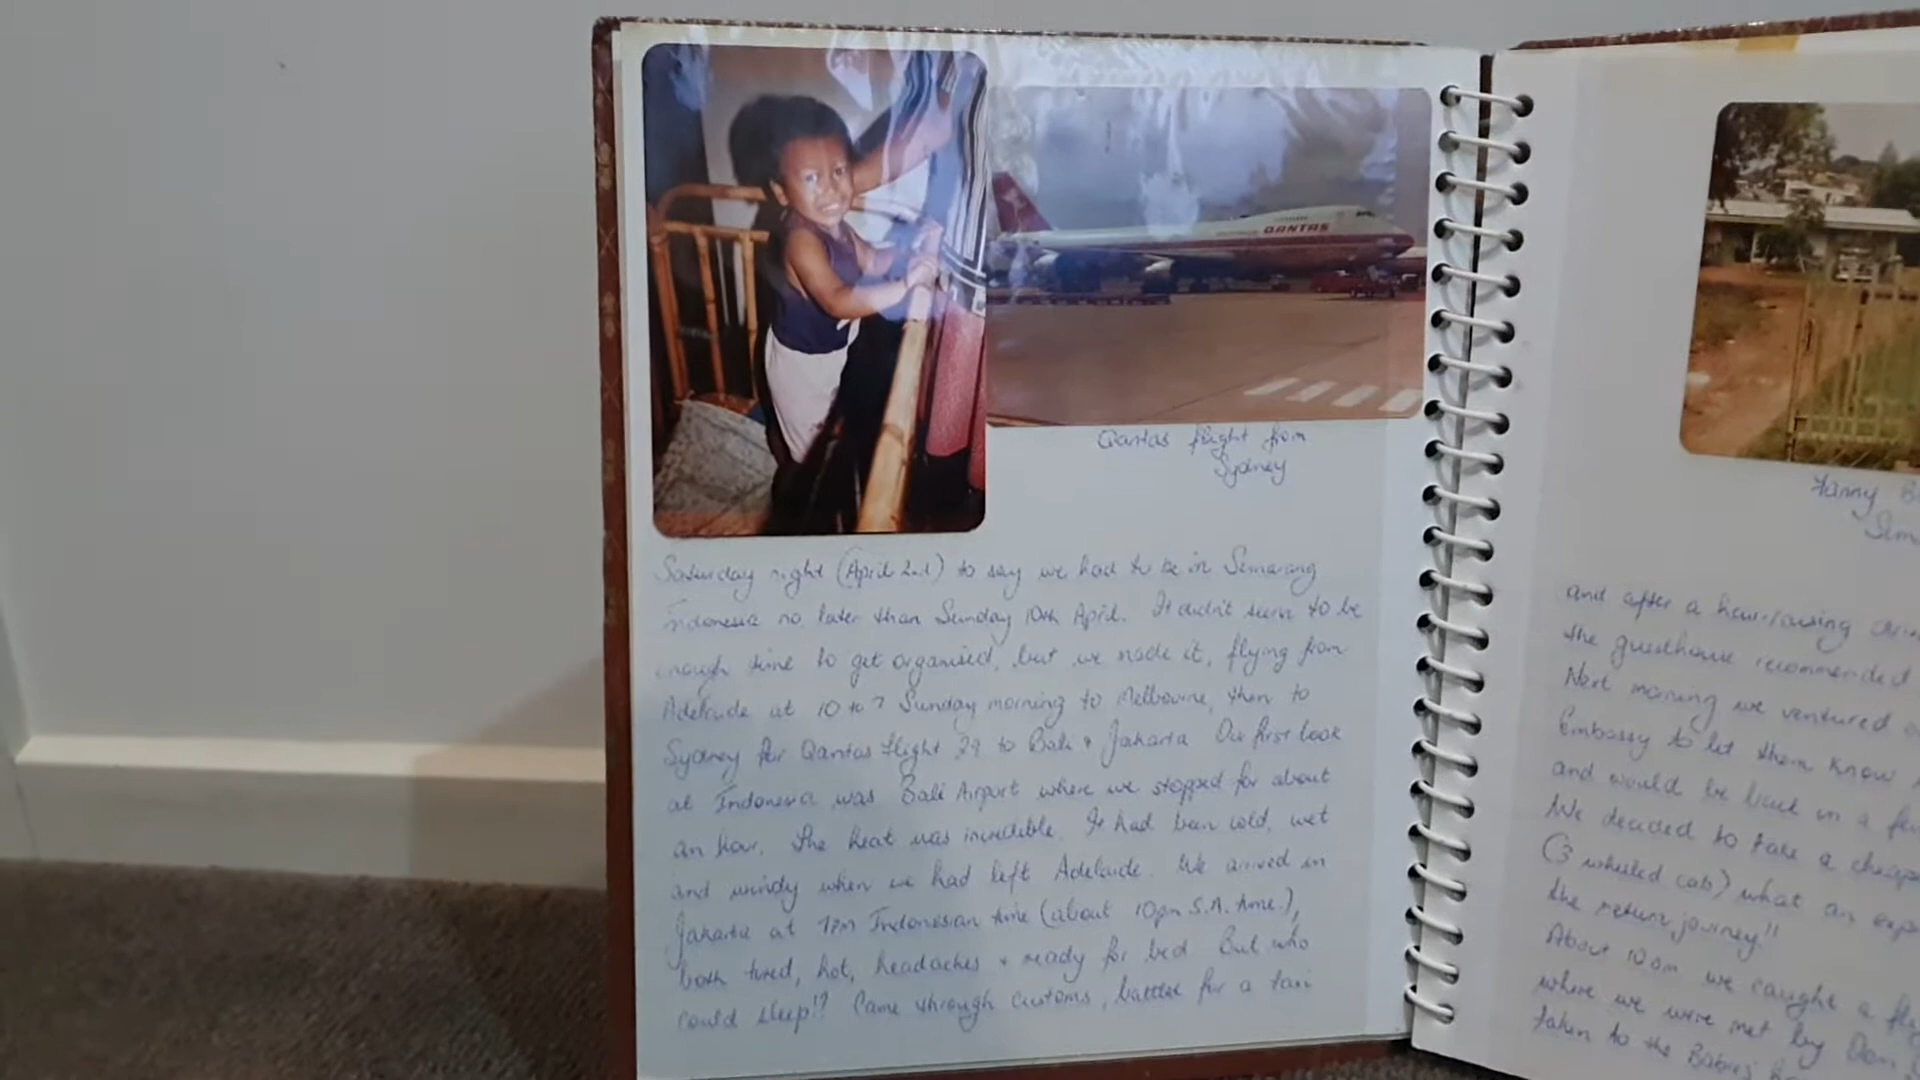 QANTAS
Qantas flight from
Sydney
Saturday night (April 2nd) to say we had to be in Semarang
Indonesia no later than Sunday 10th April. It didn't seem to be
enough time to get organised, but we made it, flying from
Adelaide at 10 to 7 Sunday morning to Melbourne, then to
Sydney for Qantas flight 29 to Bali & Jakarta Our first look
at Indonesia was Bali Airport where we stopped for about
an hour. The heat was incredible. It had been cold, wet
and windy when we had left Adelaide. We arrived in
Jakarta at Indonesian time (about 10pm S.A. time.),
both tired, hot, headaches & ready for bed But who
could sleep!? Came through customs, battled for a taxi
Fanny
and after a hair-raising
the guesthouse recommended
Next morning we ventured
Embassy to let them know
and would be back in a
We decided to take a cheap
(3 wheeled cab) what an
the return journey!!
About 10am we caught a
where we were met by
taken to the Babies'